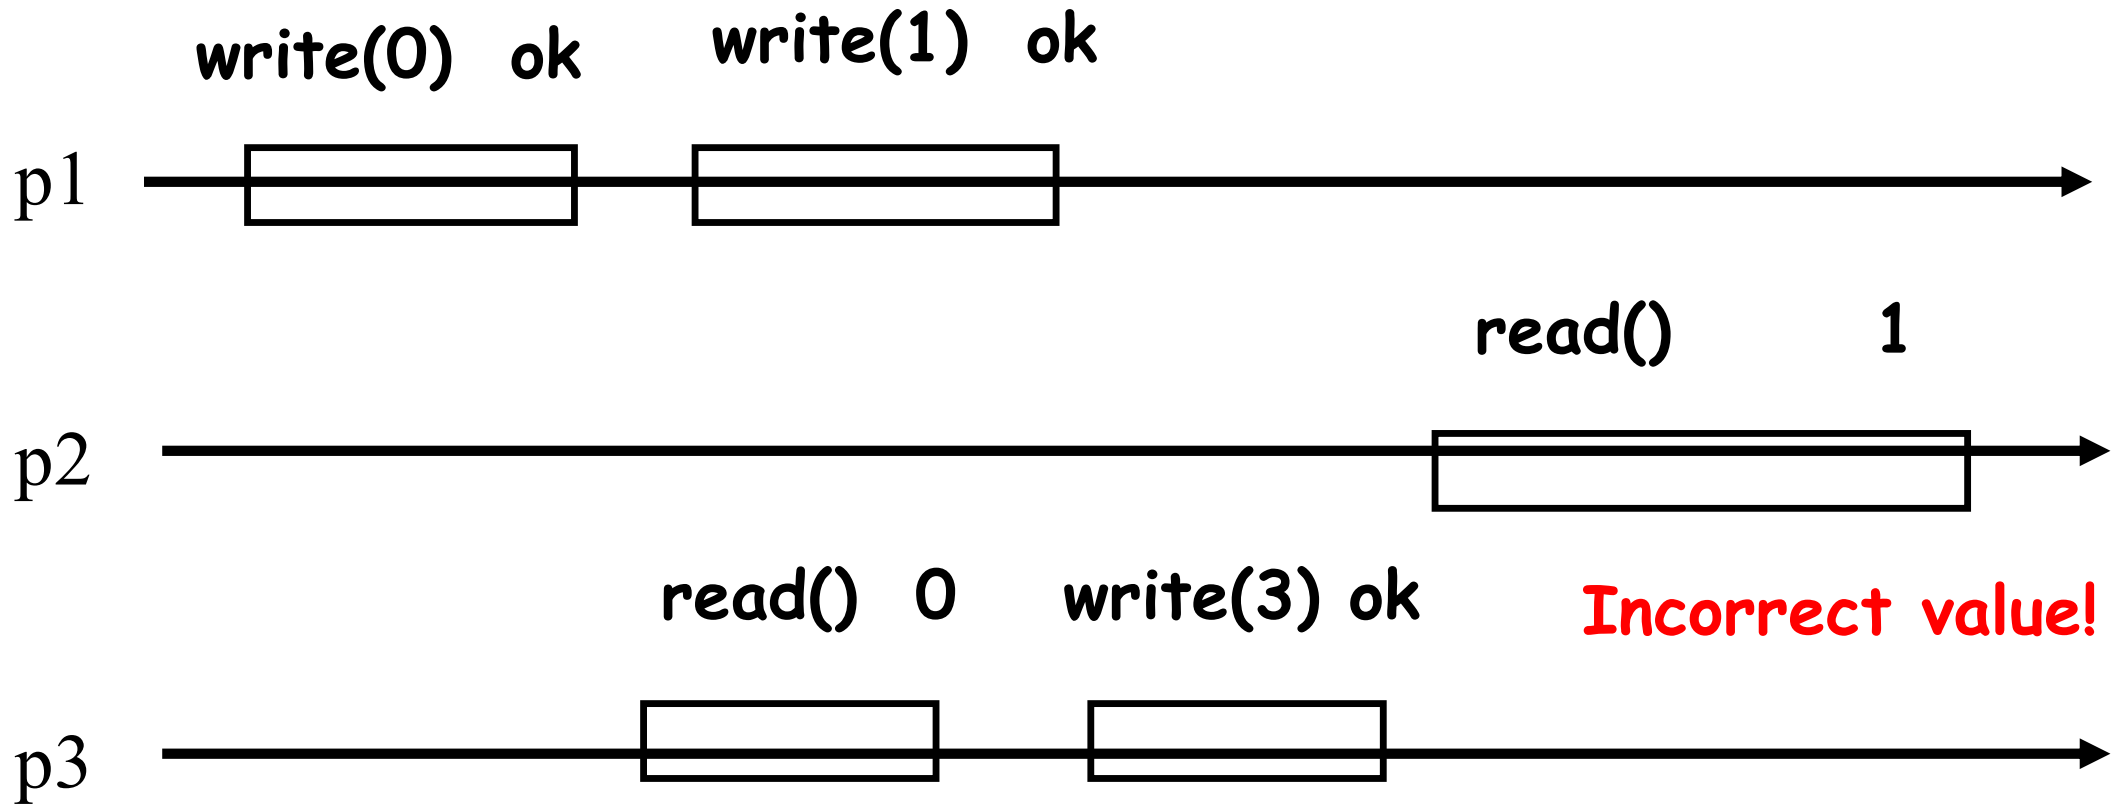 write(0) ok write(1) ok
p1
read() 1
p2
read() 0 write(3) ok Incorrect value!
p3